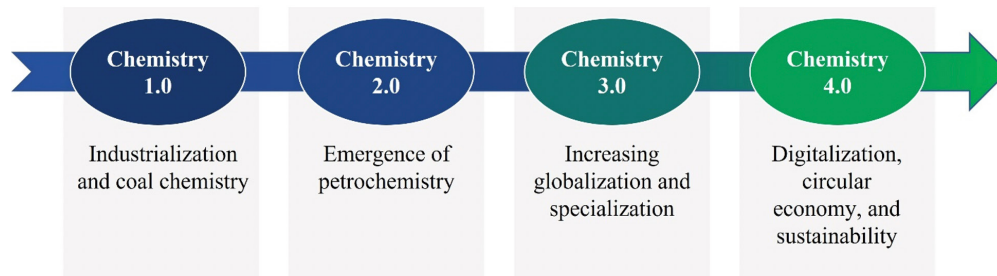 Chemistry
1.0
Chemistry
2.0
Chemistry
3.0
Chemistry
4.0
Industrialization
and coal chemistry
Emergence of
petrochemistry
Increasing
globalization and
specialization
Digitalization,
circular
economy, and
sustainability